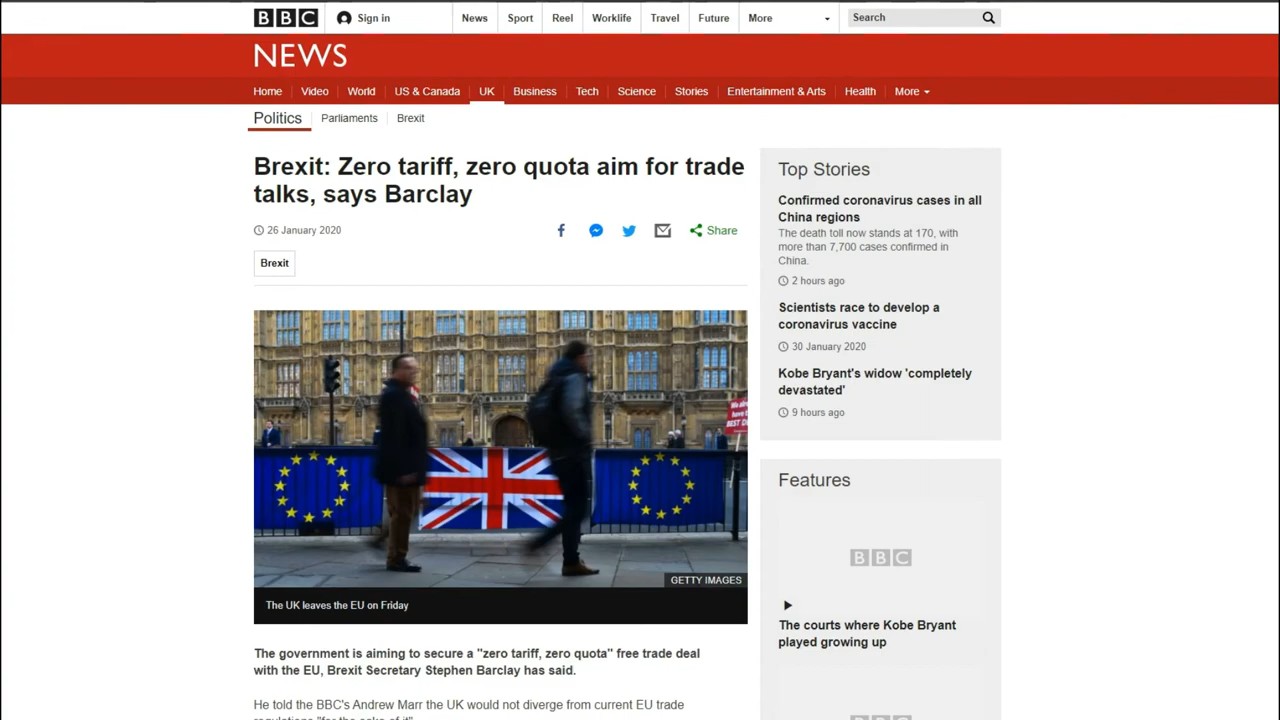 BBC
Sign in
News
Sport
Reel
Worklife
Travel
Future
More
Search
NEWS
Home
Video
World
US & Canada
UK
Business
Tech
Science
Stories
Entertainment & Arts
Health
More
Politics
Parliaments
Brexit
Brexit: Zero tariff, zero quota aim for trade
talks, says Barclay
26 January 2020
Share
Brexit
GETTY IMAGES
The UK leaves the EU on Friday
The government is aiming to secure a "zero tariff, zero quota" free trade deal
with the EU, Brexit Secretary Stephen Barclay has said.
He told the BBC's Andrew Marr the UK would not diverge from current EU trade
regulations "for the sake of it".
Top Stories
Confirmed coronavirus cases in all
China regions
The death toll now stands at 170, with
more than 7,700 cases confirmed in
China.
2 hours ago
Scientists race to develop a
coronavirus vaccine
30 January 2020
Kobe Bryant's widow 'completely
devastated'
9 hours ago
Features
BBC
The courts where Kobe Bryant
played growing up